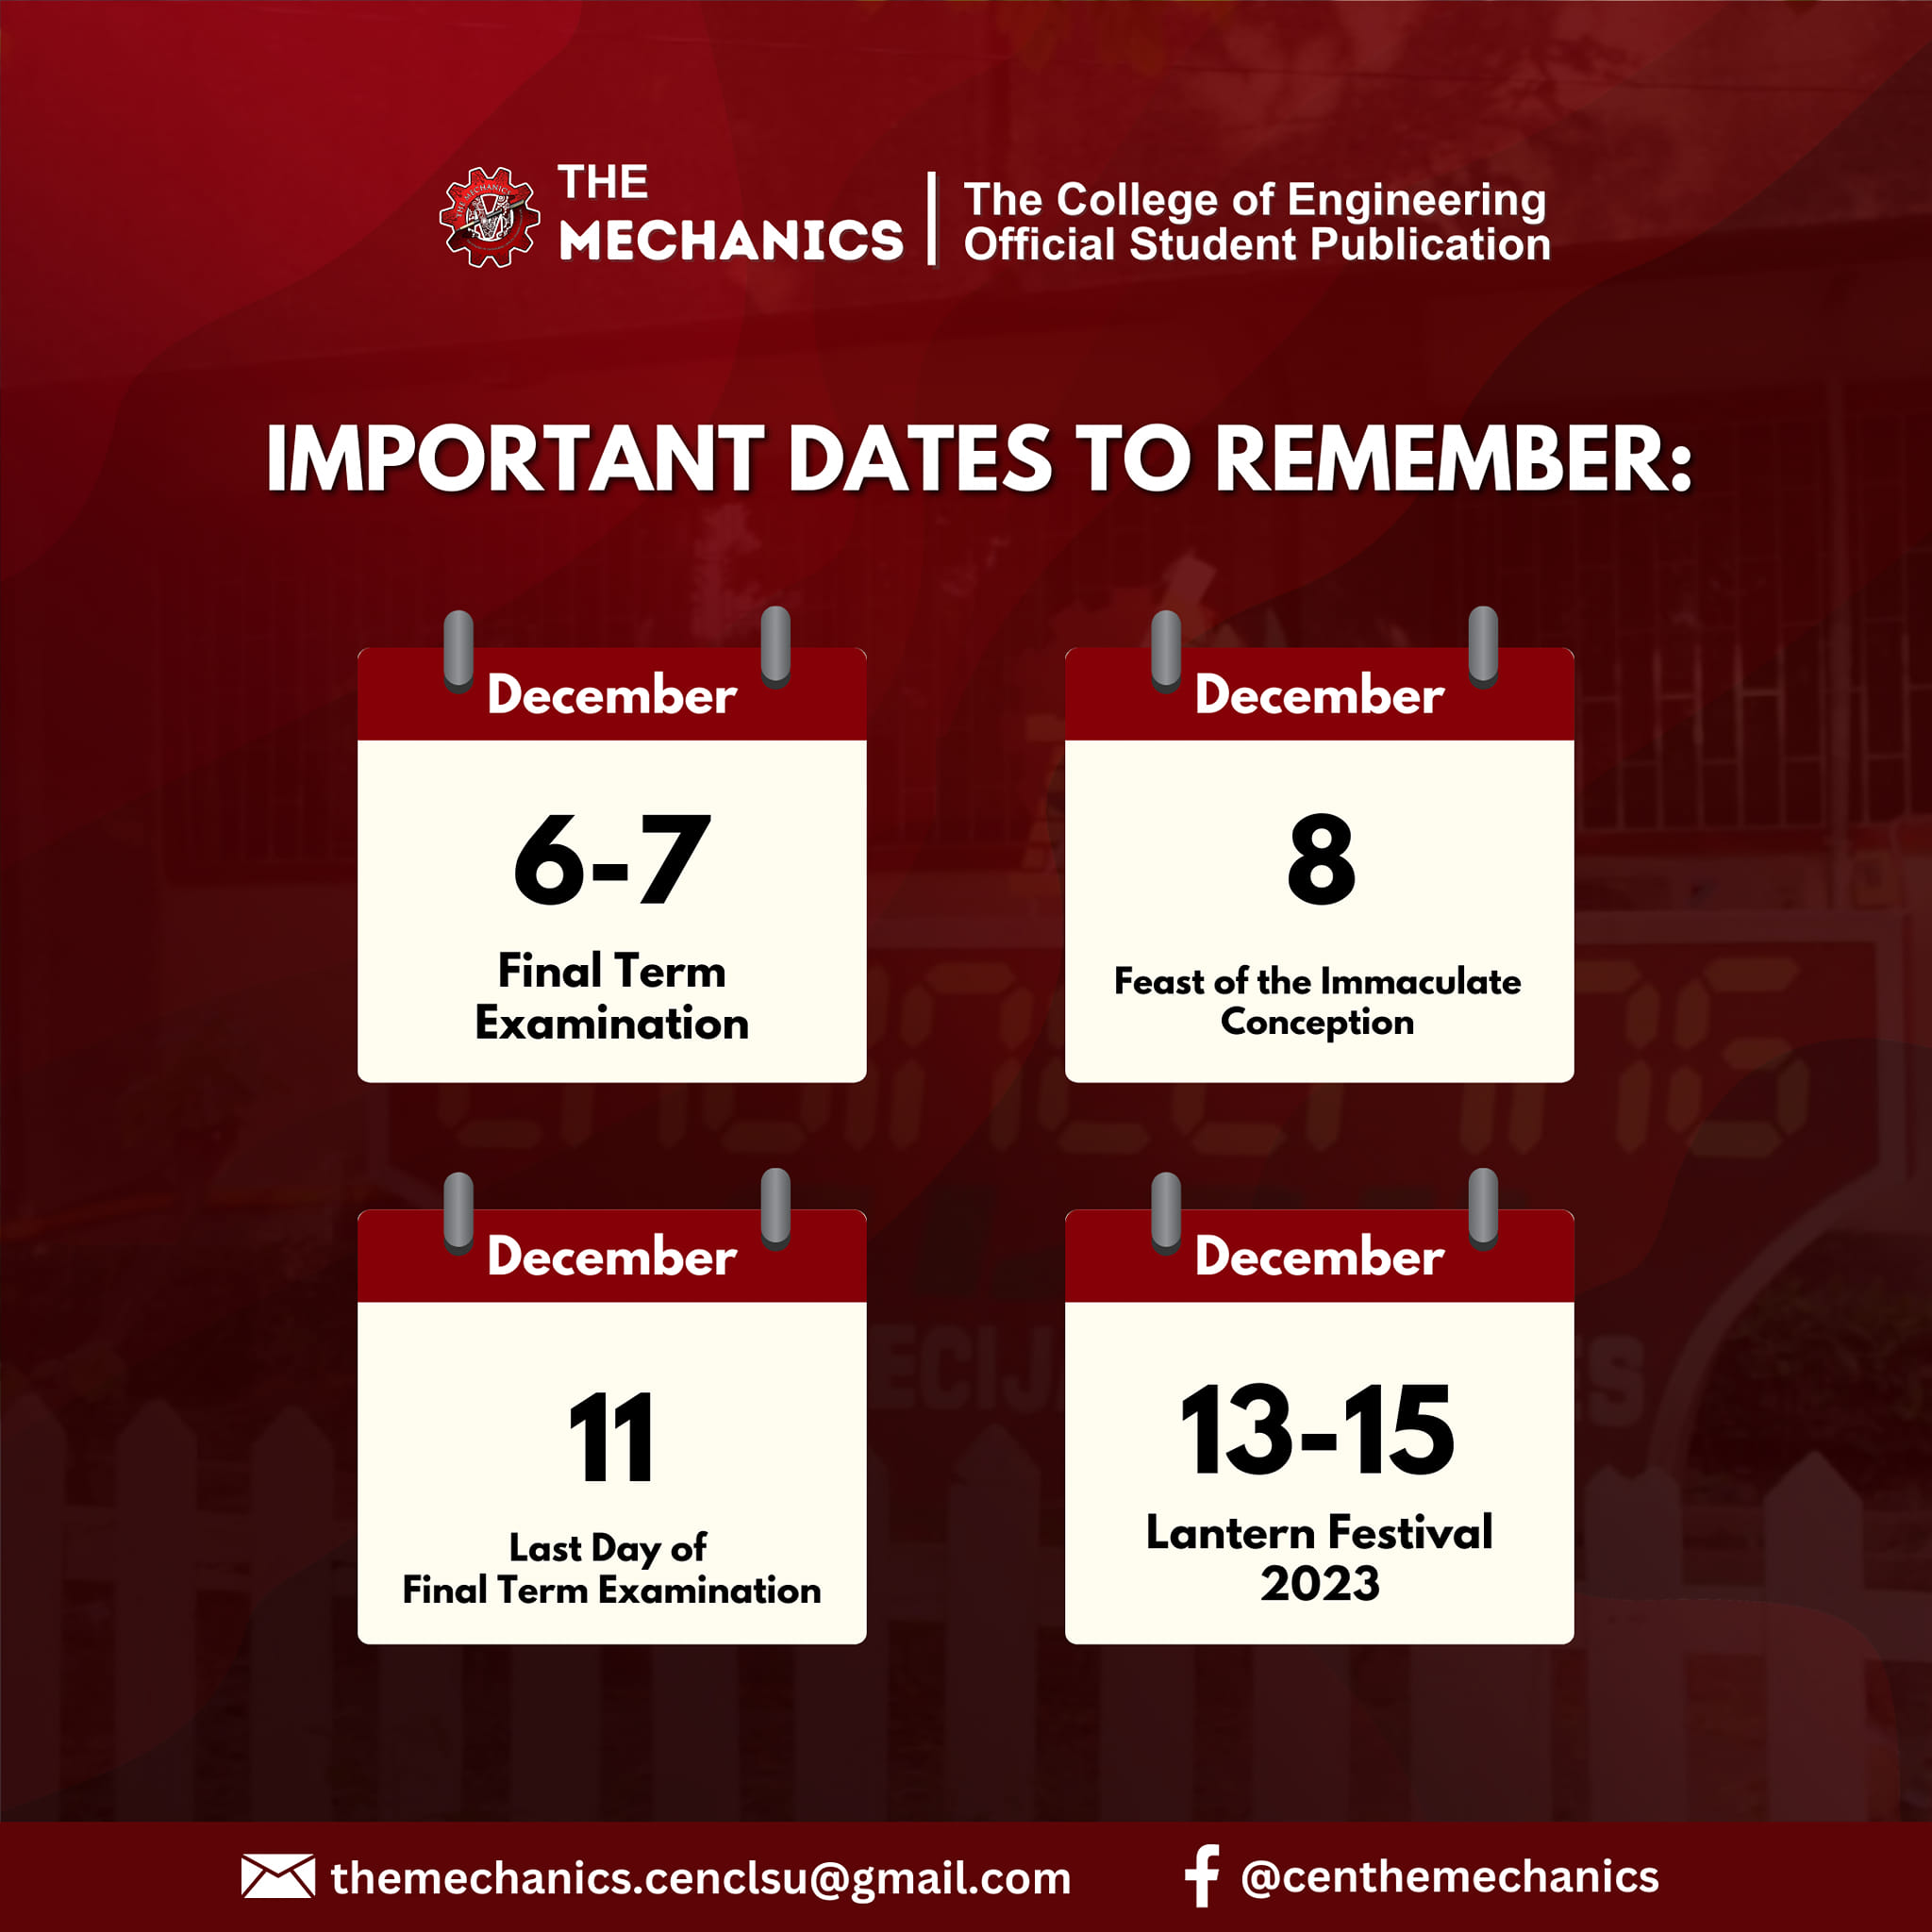 THE
MECHANICS
The College of Engineering
Official Student Publication
IMPORTANT DATES TO REMEMBER:
December
6-7
Final Term
Examination
December
8
Feast of the Immaculate
Conception
December
11
Last Day of
Final Term Examination
December
13-15
Lantern Festival
2023
themechanics.cenclsu@gmail.com
@centhemechanics